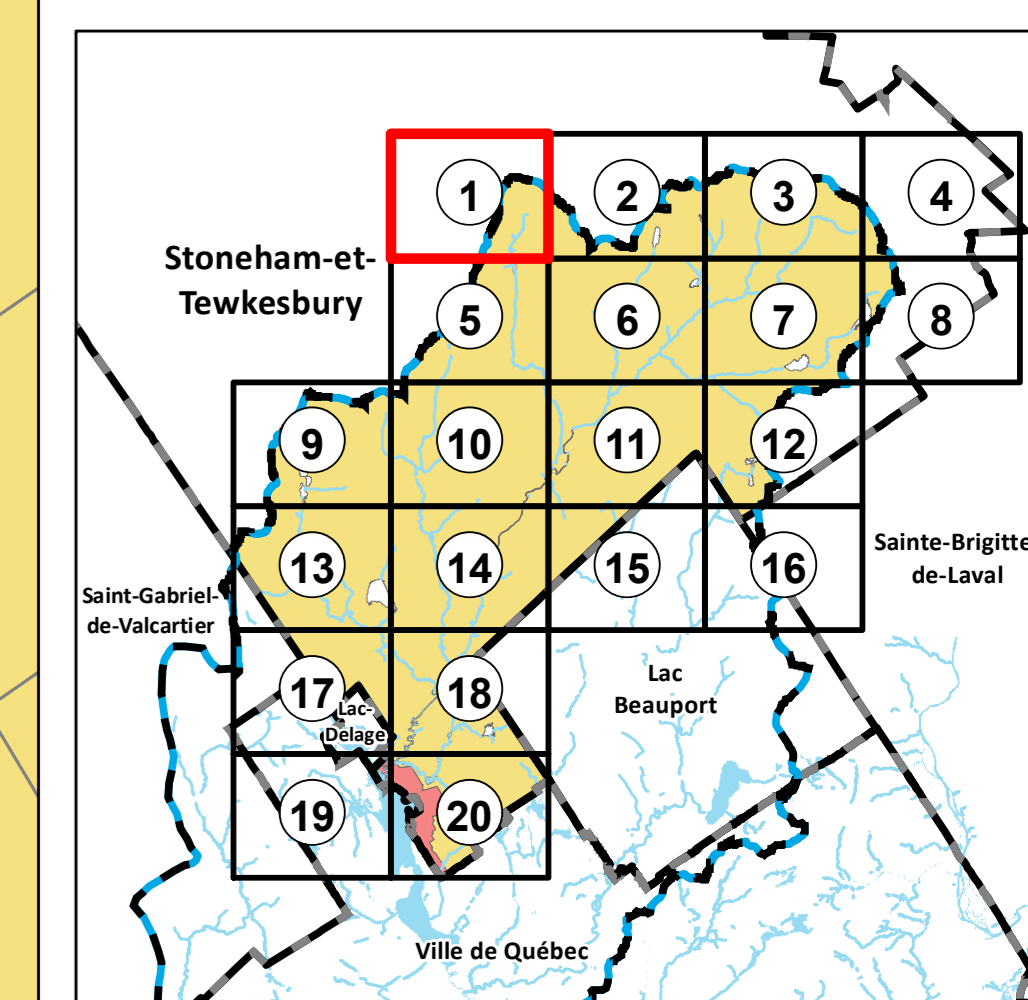 1
2
3
4
Stoneham-et-
Tewkesbury
5
6
7
8
9
10
11
12
13
14
15
16
Sainte-Brigitte
de-Laval
Saint-Gabriel-
de-Valcartier
17
Lac-
Delage
18
Lac
Beauport
19
20
Ville de Québec